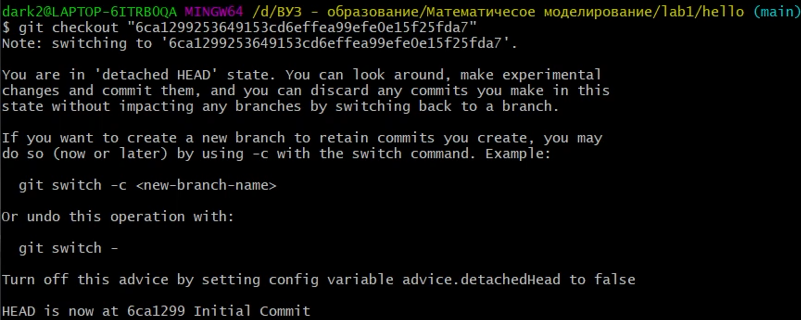 dark2@LAPTOP-6ITRB0QA MINGW64 /d/ВУЗ - образование/Математичесое моделирование/lab1/hello (main)
$ git checkout "6ca1299253649153cd6effea99efe0e15f25fda7"
Note: switching to '6ca1299253649153cd6effea99efe0e15f25fda7'.
You are in 'detached HEAD' state. You can look around, make experimental
changes and commit them, and you can discard any commits you make in this
state without impacting any branches by switching back to a branch.
If you want to create a new branch to retain commits you create, you may
do so (now or later) by using -c with the switch command. Example:
git switch -c <new-branch-name>
Or undo this operation with:
git switch -
Turn off this advice by setting config variable advice.detachedHead to false
HEAD is now at 6ca1299 Initial Commit